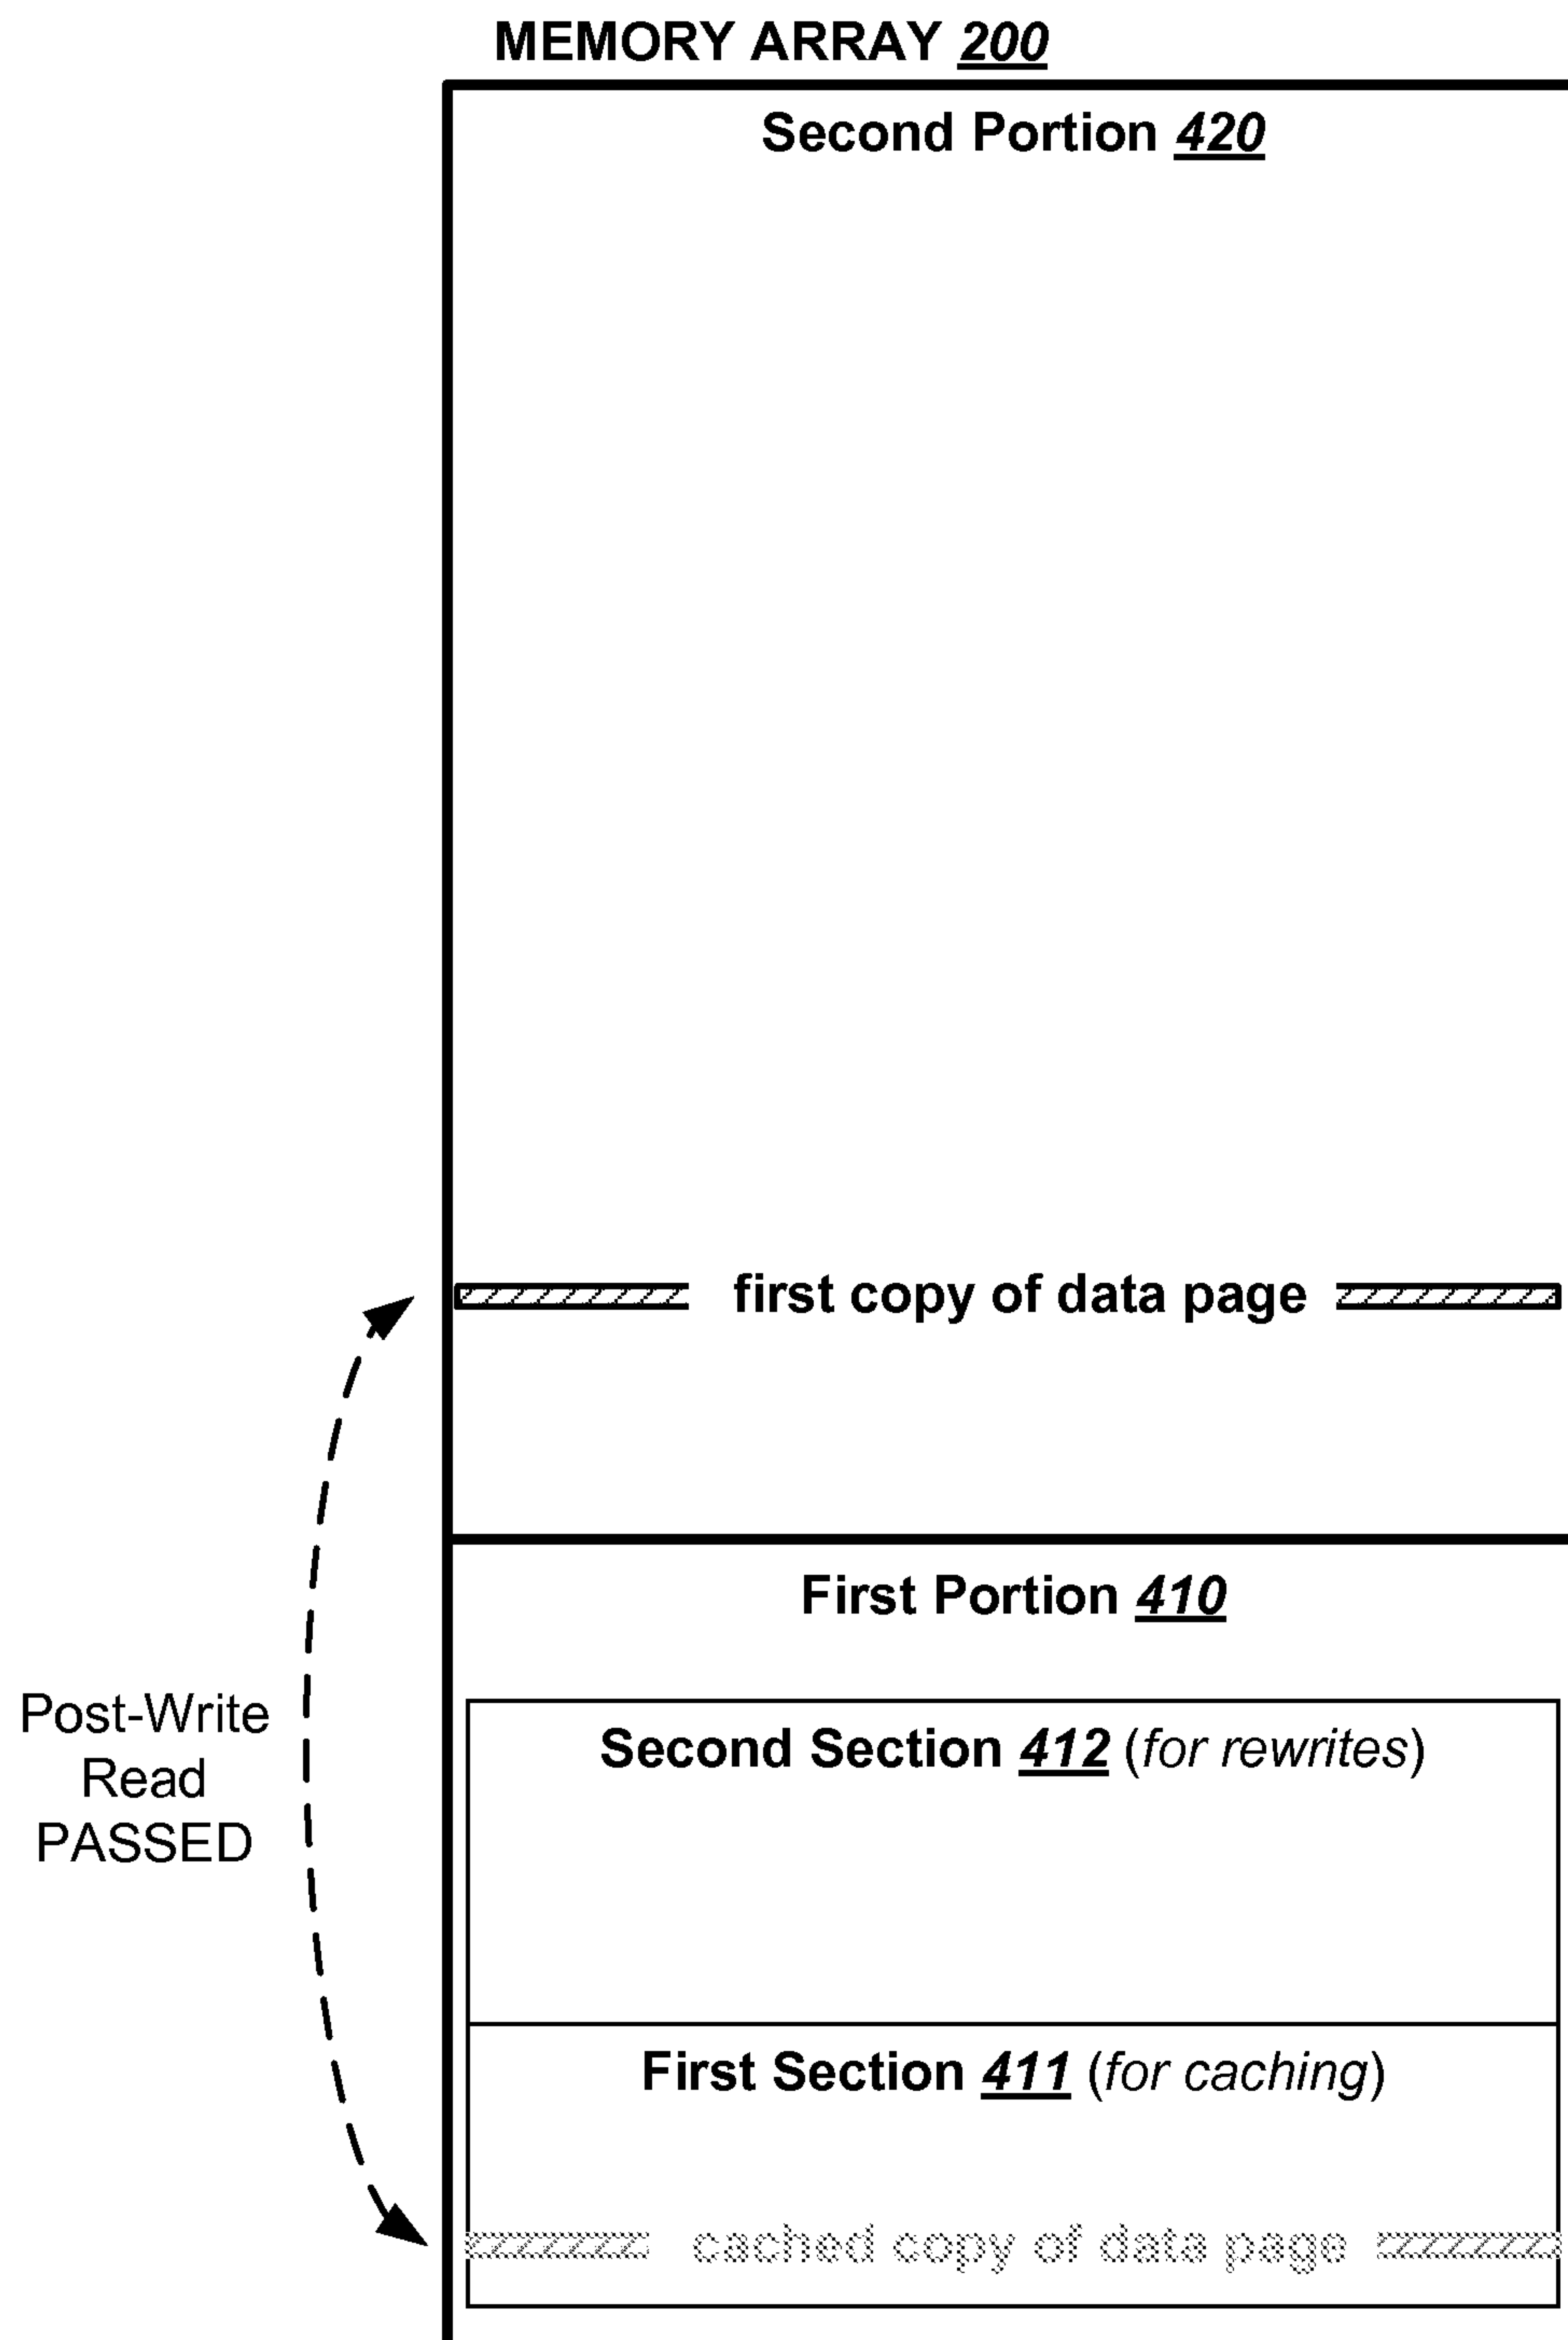 MEMORY ARRAY 200
Second Portion 420
first copy of data page
First Portion 410
Post-Write
Read
PASSED
Second Section 412 (for rewrites)
First Section 411 (for caching)
cached copy of data page